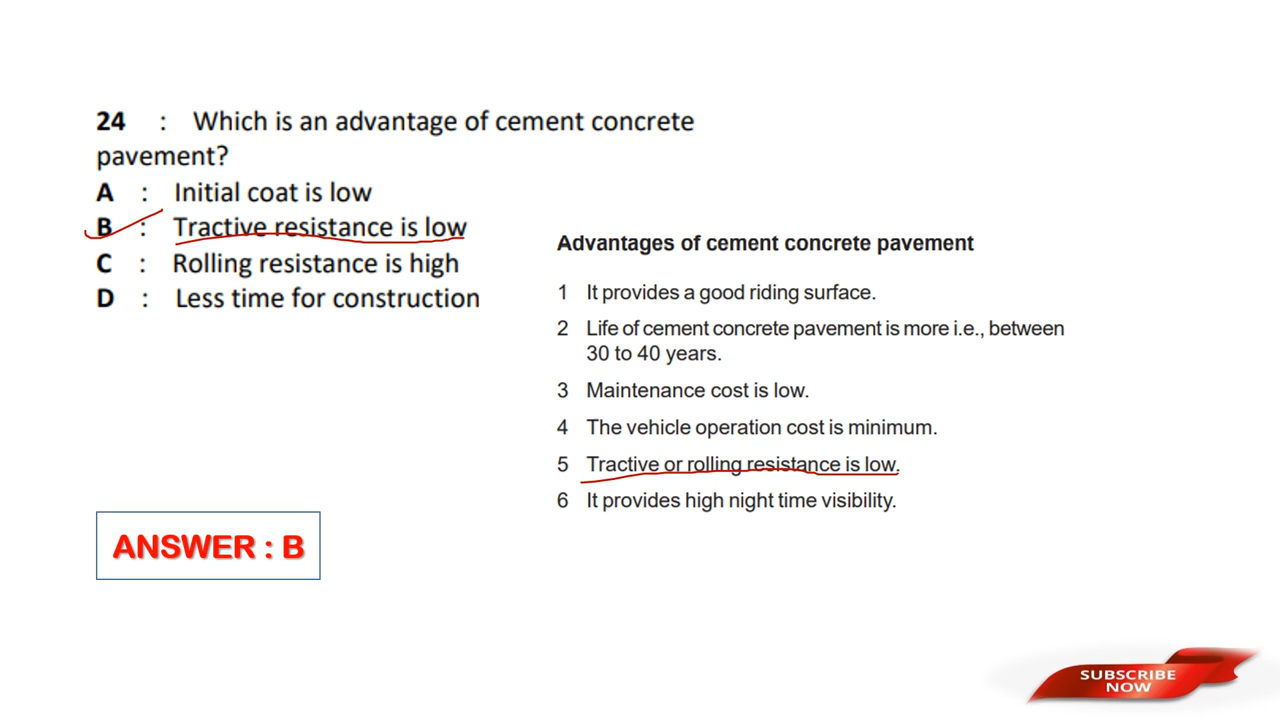 24 : Which is an advantage of cement concrete
pavement?
A : Initial coat is low
B : Tractive resistance is low
C : Rolling resistance is high
D : Less time for construction
Advantages of cement concrete pavement
1 It provides a good riding surface.
2 Life of cement concrete pavement is more i.e., between
30 to 40 years.
3 Maintenance cost is low.
4 The vehicle operation cost is minimum.
5 Tractive or rolling resistance is low.
6 It provides high night time visibility.
ANSWER : B
SUBSCRIBE
NOW